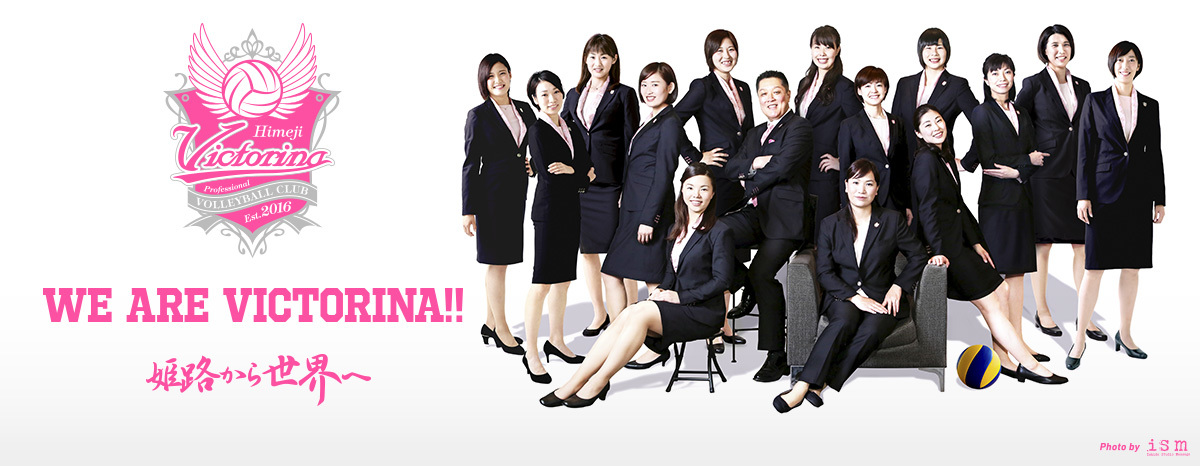 Himeji
Victorina
Professional
VOLLEYBALL CLUB
Est.2016
WE ARE VICTORINA!!
姫路から世界へ
Photo by ism